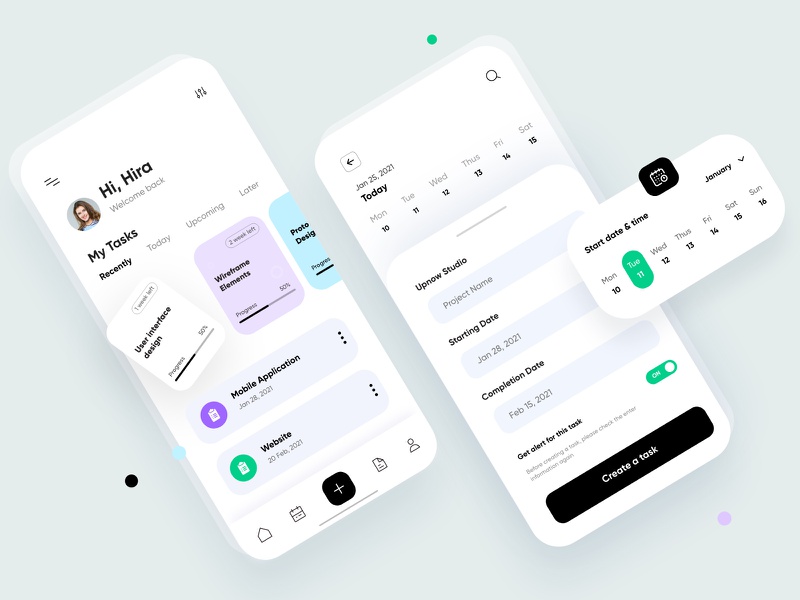 Hi, Hira
Welcome back
My Tasks
Recently
Today
Upcoming
Later
1 week left
User interface
design
Progress
50%
2 week left
Wireframe
Elements
Progress
50%
Proto
Desig
Progres
Mobile Application
Jan 28, 2021
Website
20 Feb, 2021
Jan 25, 2021
Today
Mon
Tue
Wed
Thus
Fri
Sat
10
11
12
13
14
15
Upnow Studio
Project Name
Starting Date
Jan 28, 2021
Completion Date
Feb 15, 2021
Get alert for this task
ON
Before creating a task, please check the enter
information again
Create a task
January
Start date & time
Mon
Tue
Wed
Thus
Fri
Sat
Sun
10
11
12
13
14
15
16